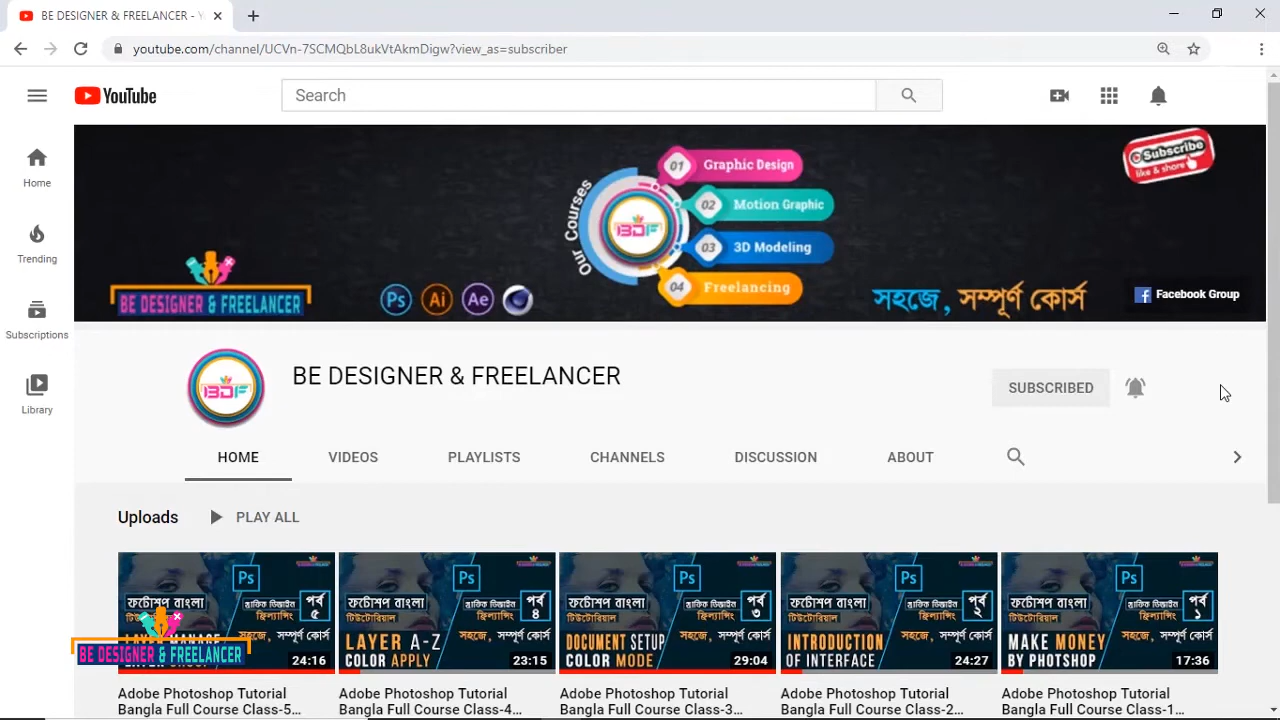 BE DESIGNER & FREELANCER - Y
youtube.com/channel/UCVn-7SCMQbL8ukVtAkmDigw?view_as=subscriber
YouTube
Search
Home
Trending
Subscriptions
Library
Our Courses
BDF
01 Graphic Design
02 Motion Graphic
03 3D Modeling
04 Freelancing
Subscribe
like & share
BE DESIGNER & FREELANCER
Ps Ai Ae
সহজে, সম্পূর্ণ কোর্স
Facebook Group
BDF
BE DESIGNER & FREELANCER
SUBSCRIBED
HOME VIDEOS PLAYLISTS CHANNELS DISCUSSION ABOUT
Uploads PLAY ALL
Ps
ফটোশপ বাংলা
গ্রাফিক ডিজাইন
ফ্রিল্যান্সিং
পর্ব ৫
সহজে, সম্পূর্ণ কোর্স
BE DESIGNER & FREELANCER
24:16
Adobe Photoshop Tutorial
Bangla Full Course Class-5...
Ps
ফটোশপ বাংলা
টিউটোরিয়াল
গ্রাফিক ডিজাইন
ফ্রিল্যান্সিং
পর্ব ৪
LAYER A-Z
সহজে, সম্পূর্ণ কোর্স
COLOR APPLY
23:15
Adobe Photoshop Tutorial
Bangla Full Course Class-4...
Ps
ফটোশপ বাংলা
টিউটোরিয়াল
গ্রাফিক ডিজাইন
ফ্রিল্যান্সিং
পর্ব ৩
DOCUMENT SETUP
সহজে, সম্পূর্ণ কোর্স
COLOR MODE
29:04
Adobe Photoshop Tutorial
Bangla Full Course Class-3...
Ps
ফটোশপ বাংলা
টিউটোরিয়াল
গ্রাফিক ডিজাইন
ফ্রিল্যান্সিং
পর্ব ২
INTRODUCTION
সহজে, সম্পূর্ণ কোর্স
OF INTERFACE
24:27
Adobe Photoshop Tutorial
Bangla Full Course Class-2...
Ps
ফটোশপ বাংলা
টিউটোরিয়াল
গ্রাফিক ডিজাইন
ফ্রিল্যান্সিং
পর্ব ১
MAKE MONEY
সহজে, সম্পূর্ণ কোর্স
BY PHOTSHOP
17:36
Adobe Photoshop Tutorial
Bangla Full Course Class-1...